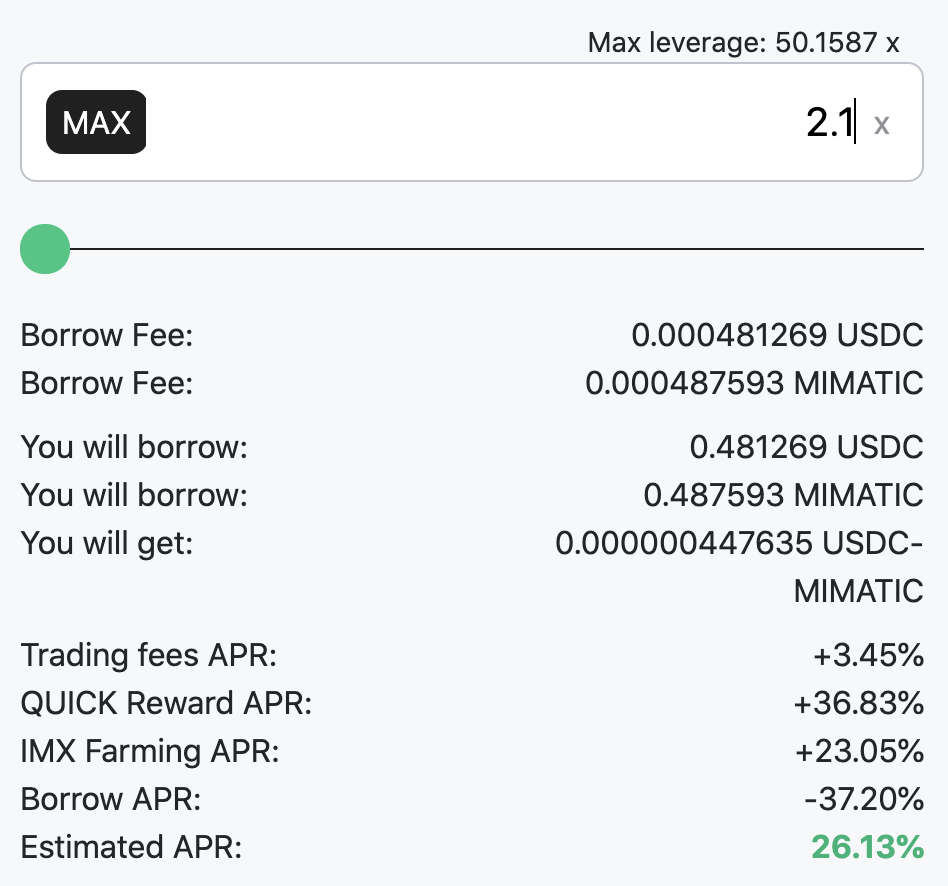 Max leverage: 50.1587 x
MAX 2.1 x
Borrow Fee: 0.000481269 USDC
Borrow Fee: 0.000487593 MIMATIC
You will borrow: 0.481269 USDC
You will borrow: 0.487593 MIMATIC
You will get: 0.000000447635 USDC-
MIMATIC
Trading fees APR: +3.45%
QUICK Reward APR: +36.83%
IMX Farming APR: +23.05%
Borrow APR: -37.20%
Estimated APR: 26.13%